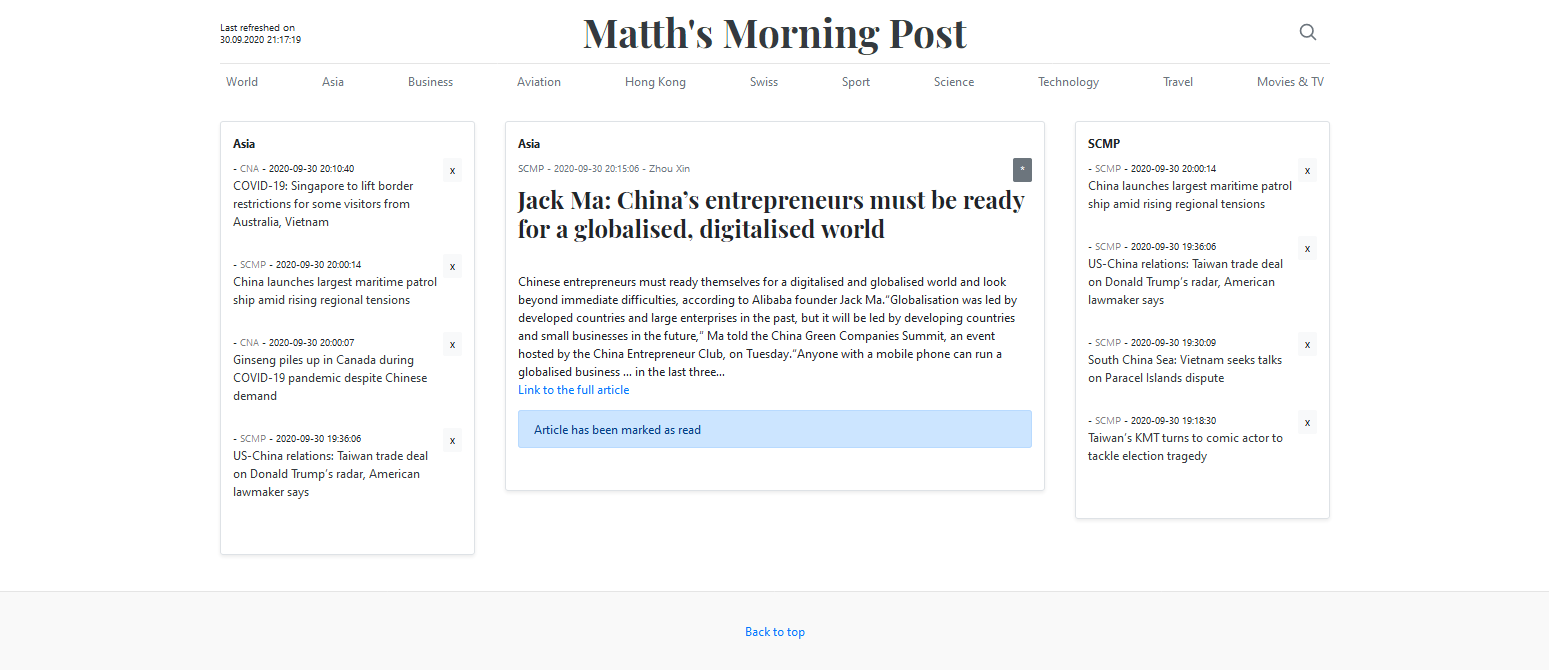 Last refreshed on
30.09.2020 21:17:19
Matth's Morning Post
World Asia Business Aviation Hong Kong Swiss Sport Science Technology Travel Movies & TV
Asia
- CNA - 2020-09-30 20:10:40
x
COVID-19: Singapore to lift border
restrictions for some visitors from
Australia, Vietnam
- SCMP - 2020-09-30 20:00:14
x
China launches largest maritime patrol
ship amid rising regional tensions
- CNA - 2020-09-30 20:00:07
x
Ginseng piles up in Canada during
COVID-19 pandemic despite Chinese
demand
- SCMP - 2020-09-30 19:36:06
x
US-China relations: Taiwan trade deal
on Donald Trump's radar, American
lawmaker says
Asia
SCMP - 2020-09-30 20:15:06 - Zhou Xin
*
Jack Ma: China’s entrepreneurs must be ready
for a globalised, digitalised world
Chinese entrepreneurs must ready themselves for a digitalised and globalised world and look
beyond immediate difficulties, according to Alibaba founder Jack Ma.“Globalisation was led by
developed countries and large enterprises in the past, but it will be led by developing countries
and small businesses in the future,” Ma told the China Green Companies Summit, an event
hosted by the China Entrepreneur Club, on Tuesday.“Anyone with a mobile phone can run a
globalised business … in the last three...
Link to the full article
Article has been marked as read
SCMP
- SCMP - 2020-09-30 20:00:14
x
China launches largest maritime patrol
ship amid rising regional tensions
- SCMP - 2020-09-30 19:36:06
x
US-China relations: Taiwan trade deal
on Donald Trump's radar, American
lawmaker says
- SCMP - 2020-09-30 19:30:09
x
South China Sea: Vietnam seeks talks
on Paracel Islands dispute
- SCMP - 2020-09-30 19:18:30
x
Taiwan's KMT turns to comic actor to
tackle election tragedy
Back to top